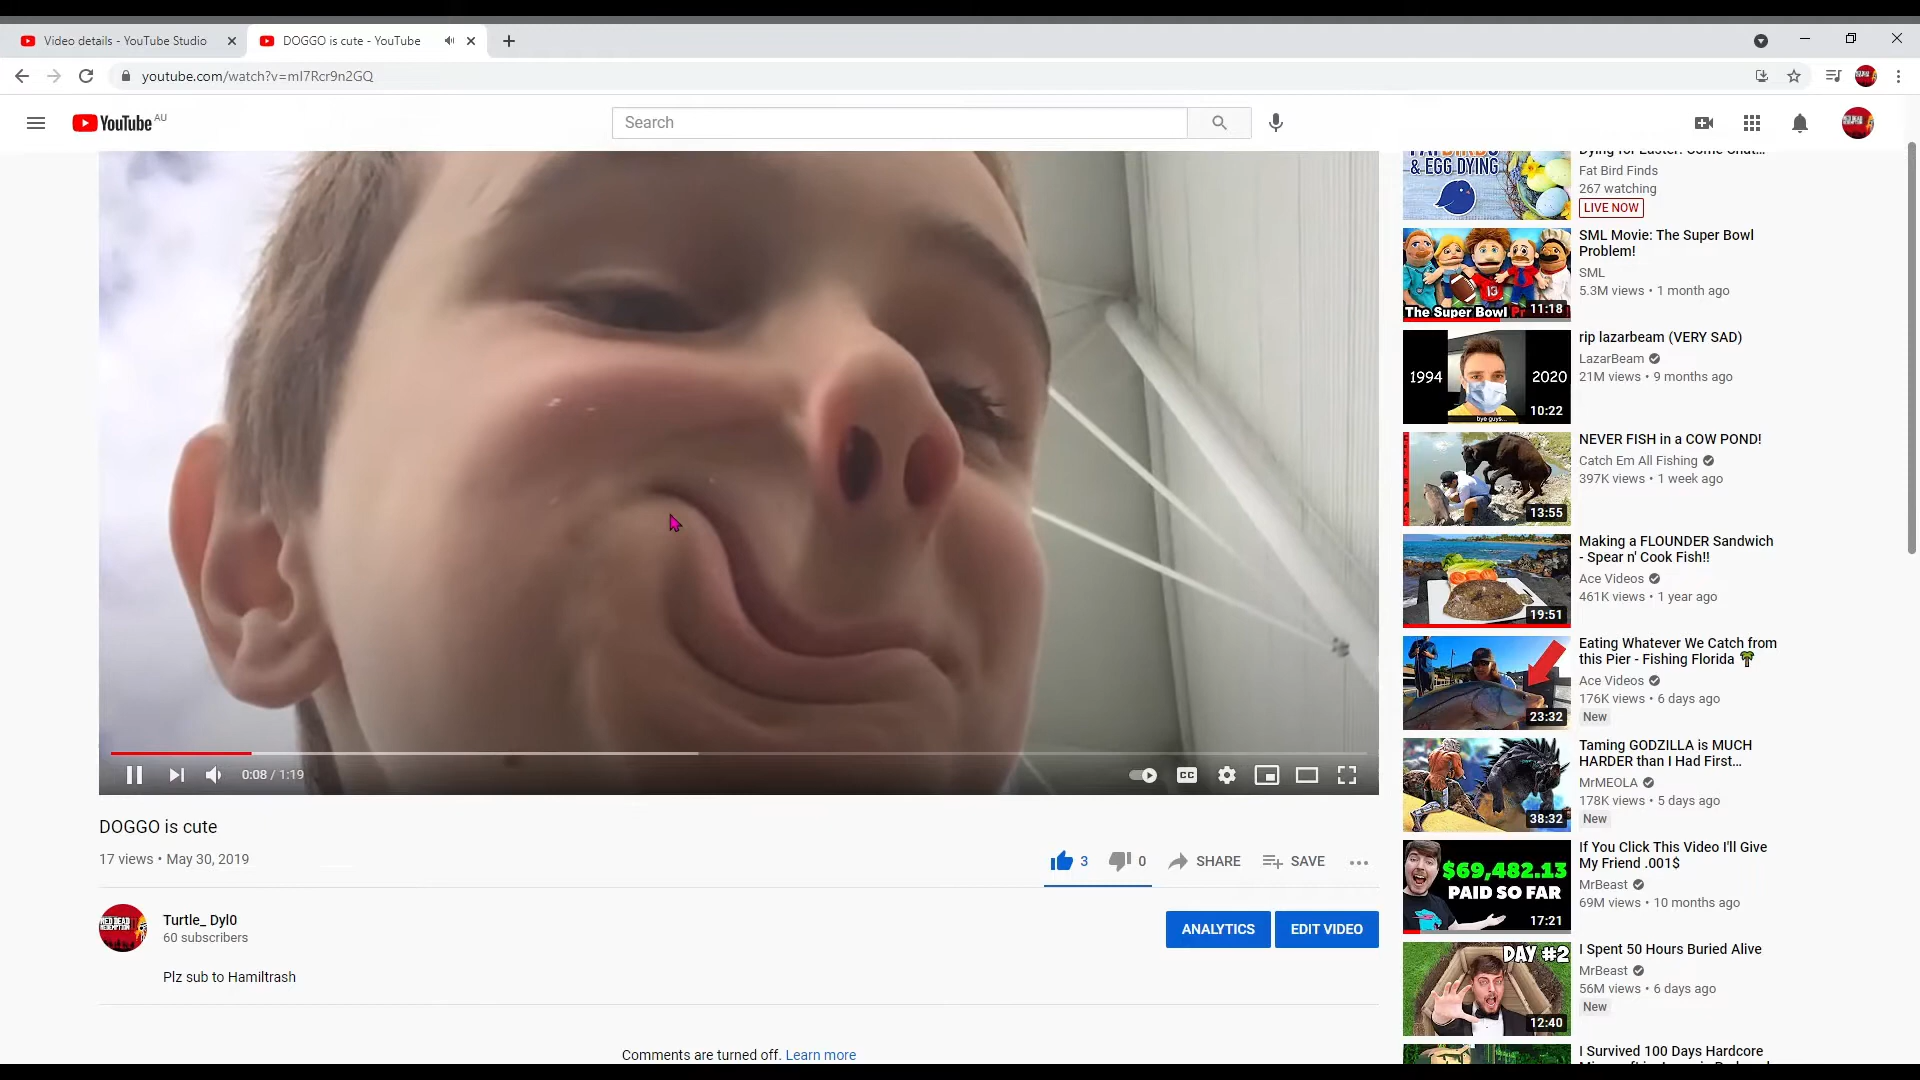 Video details - YouTube Studio
DOGGO is cute - YouTube
youtube.com/watch?v=mI7Rcr9n2GQ
YouTube AU
Search
DOGGO is cute
17 views • May 30, 2019
3
0
SHARE
SAVE
0:08 / 1:19
CC
Turtle_ Dyl0
60 subscribers
ANALYTICS
EDIT VIDEO
Plz sub to Hamiltrash
Comments are turned off. Learn more
& EGG DYING
Dying for Easter: Come Chat...
Fat Bird Finds
267 watching
LIVE NOW
The Super Bowl
13
11:18
SML Movie: The Super Bowl
Problem!
SML
5.3M views • 1 month ago
1994
2020
bye guys...
10:22
rip lazarbeam (VERY SAD)
LazarBeam
21M views • 9 months ago
13:55
NEVER FISH in a COW POND!
Catch Em All Fishing
397K views • 1 week ago
19:51
Making a FLOUNDER Sandwich
- Spear n' Cook Fish!!
Ace Videos
461K views • 1 year ago
23:32
Eating Whatever We Catch from
this Pier - Fishing Florida 🌴
Ace Videos
176K views • 6 days ago
New
38:32
Taming GODZILLA is MUCH
HARDER than I Had First...
MrMEOLA
178K views • 5 days ago
New
$69,482.13
PAID SO FAR
17:21
If You Click This Video I'll Give
My Friend .001$
MrBeast
69M views • 10 months ago
DAY #2
12:40
I Spent 50 Hours Buried Alive
MrBeast
56M views • 6 days ago
New
I Survived 100 Days Hardcore